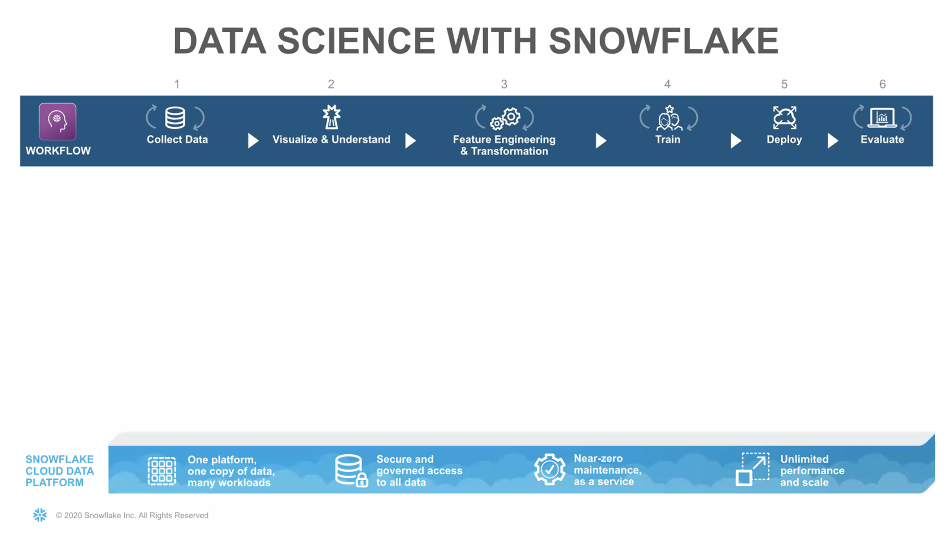 DATA SCIENCE WITH SNOWFLAKE
1
2
3
4
5
6
WORKFLOW
Collect Data
Visualize & Understand
Feature Engineering
& Transformation
Train
Deploy
Evaluate
SNOWFLAKE
CLOUD DATA
PLATFORM
One platform,
one copy of data,
many workloads
Secure and
governed access
to all data
Near-zero
maintenance,
as a service
Unlimited
performance
and scale
© 2020 Snowflake Inc. All Rights Reserved